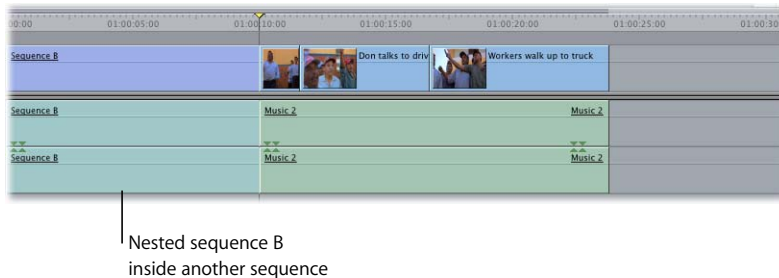 00:00 01:00:05:00 01:00:10:00 01:00:15:00 01:00:20:00 01:00:25:00 01:00:30
Sequence B Don talks to driv Workers walk up to truck
Sequence B Music 2 Music 2
Sequence B Music 2 Music 2
Nested sequence B
inside another sequence